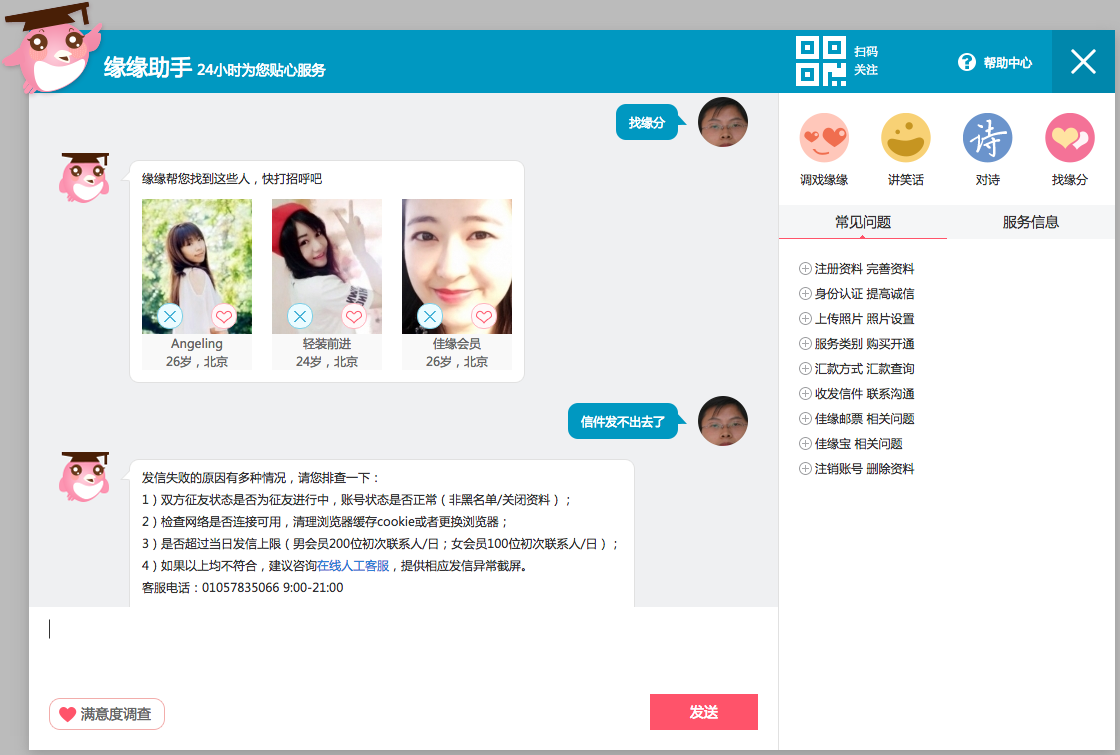 缘缘助手 24小时为您贴心服务
扫码
关注
帮助中心
找缘分
缘缘帮您找到这些人，快打招呼吧
Angeling
26岁，北京
轻装前进
24岁，北京
佳缘会员
26岁，北京
信件发不出去了
发信失败的原因有多种情况，请您排查一下：
1）双方征友状态是否为征友进行中，账号状态是否正常（非黑名单/关闭资料）；
2）检查网络是否连接可用，清理浏览器缓存cookie或者更换浏览器；
3）是否超过当日发信上限（男会员200位初次联系人/日；女会员100位初次联系人/日）；
4）如果以上均不符合，建议咨询在线人工客服，提供相应发信异常截屏。
客服电话：01057835066 9:00-21:00
满意度调查
发送
诗
调戏缘缘
讲笑话
对诗
找缘分
常见问题
服务信息
注册资料 完善资料
身份认证 提高诚信
上传照片 照片设置
服务类别 购买开通
汇款方式 汇款查询
收发信件 联系沟通
佳缘邮票 相关问题
佳缘宝 相关问题
注销账号 删除资料